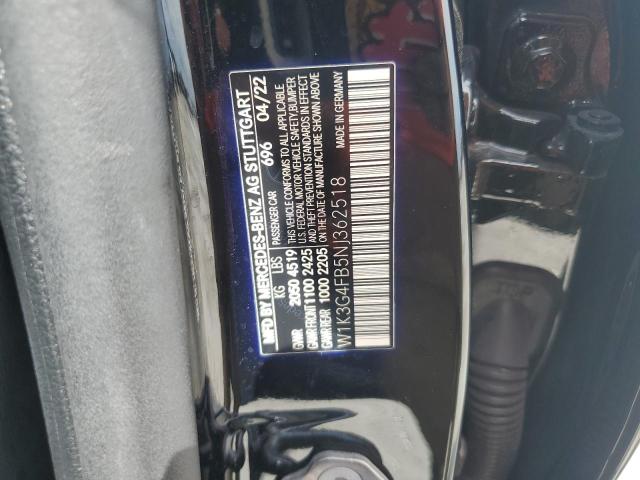 MFD BY MERCEDES-BENZ AG STUTTGART
PASSENGER CAR 696 04/22
KG LBS THIS VEHICLE CONFORMS TO ALL APPLICABLE
GVWR 2050 4519 U.S. FEDERAL MOTOR VEHICLE SAFETY, BUMPER
GAWR FRONT 1100 2425 AND THEFT PREVENTION STANDARDS IN EFFECT
GAWR REAR 1000 2205 ON THE DATE OF MANUFACTURE SHOWN ABOVE
W1K3G4FB5NJ362518 MADE IN GERMANY